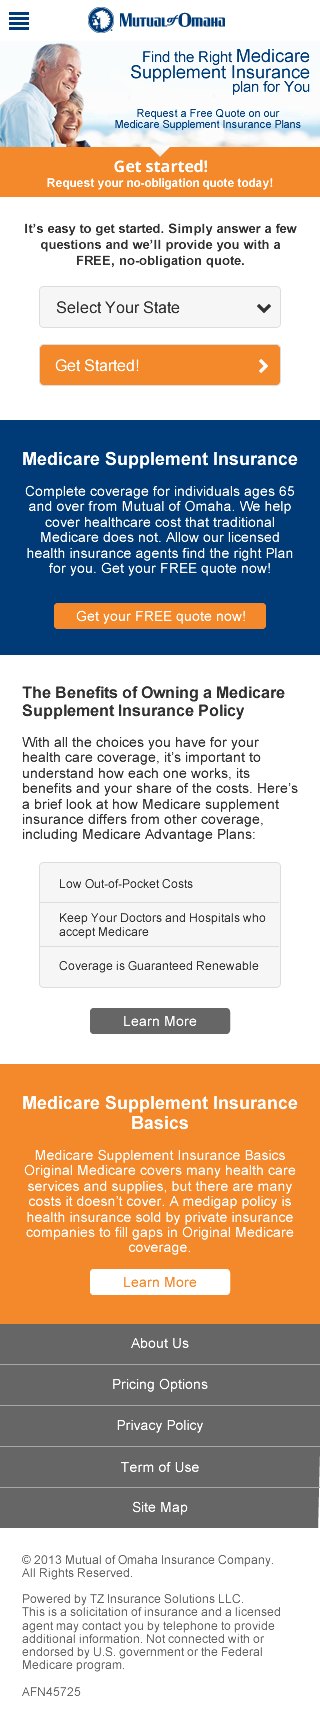 Mutual of Omaha
Find the Right Medicare
Supplement Insurance
plan for You
Request a Free Quote on our
Medicare Supplement Insurance Plans
Get started!
Request your no-obligation quote today!
It's easy to get started. Simply answer a few
questions and we'll provide you with a
FREE, no-obligation quote.
Select Your State
Get Started!
Medicare Supplement Insurance
Complete coverage for individuals ages 65
and over from Mutual of Omaha. We help
cover healthcare cost that traditional
Medicare does not. Allow our licensed
health insurance agents find the right Plan
for you. Get your FREE quote now!
Get your FREE quote now!
The Benefits of Owning a Medicare
Supplement Insurance Policy
With all the choices you have for your
health care coverage, it's important to
understand how each one works, its
benefits and your share of the costs. Here's
a brief look at how Medicare supplement
insurance differs from other coverage,
including Medicare Advantage Plans:
Low Out-of-Pocket Costs
Keep Your Doctors and Hospitals who
accept Medicare
Coverage is Guaranteed Renewable
Learn More
Medicare Supplement Insurance
Basics
Medicare Supplement Insurance Basics
Original Medicare covers many health care
services and supplies, but there are many
costs it doesn't cover. A medigap policy is
health insurance sold by private insurance
companies to fill gaps in Original Medicare
coverage.
Learn More
About Us
Pricing Options
Privacy Policy
Term of Use
Site Map
© 2013 Mutual of Omaha Insurance Company.
All Rights Reserved.
Powered by TZ Insurance Solutions LLC.
This is a solicitation of insurance and a licensed
agent may contact you by telephone to provide
additional information. Not connected with or
endorsed by U.S. government or the Federal
Medicare program.
AFN45725